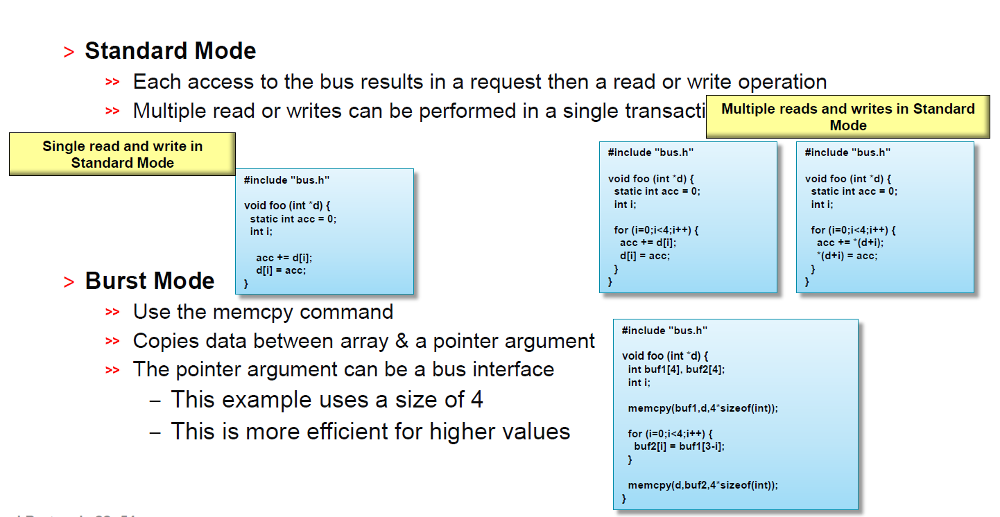 > Standard Mode
>> Each access to the bus results in a request then a read or write operation
>> Multiple read or writes can be performed in a single transacti
Multiple reads and writes in Standard
Mode
Single read and write in
Standard Mode
#include "bus.h"
void foo (int *d) {
static int acc = 0;
int i;
acc += d[i];
d[i] = acc;
}
#include "bus.h"
void foo (int *d) {
static int acc = 0;
int i;
for (i=0;i<4;i++) {
acc += d[i];
d[i] = acc;
}
}
#include "bus.h"
void foo (int *d) {
static int acc = 0;
int i;
for (i=0;i<4;i++) {
acc += *(d+i);
*(d+i) = acc;
}
}
> Burst Mode
>> Use the memcpy command
>> Copies data between array & a pointer argument
>> The pointer argument can be a bus interface
– This example uses a size of 4
– This is more efficient for higher values
#include "bus.h"
void foo (int *d) {
int buf1[4], buf2[4];
int i;
memcpy(buf1,d,4*sizeof(int));
for (i=0;i<4;i++) {
buf2[i] = buf1[3-i];
}
memcpy(d,buf2,4*sizeof(int));
}